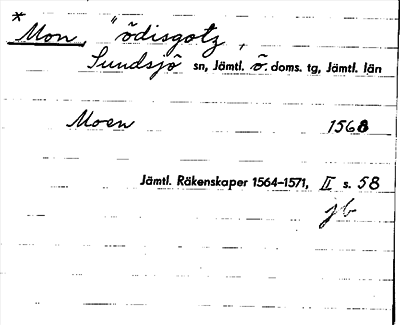 * Mon, "ödisgotz,
Sundsjö sn, Jämtl. ö. doms. tg, Jämtl. län
Moen 1568
Jämtl. Räkenskaper 1564–1571, II s. 58
jb